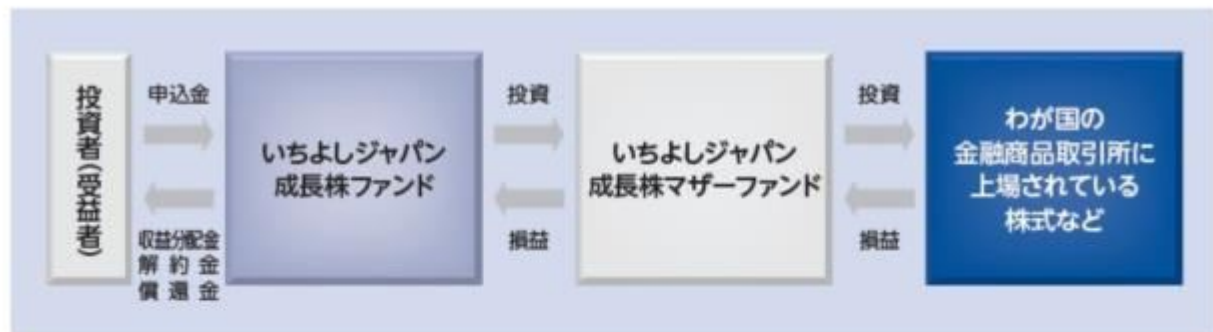 投資者(受益者)
申込金
収益分配金
解約金
償還金
いちよしジャパン
成長株ファンド
投資
損益
いちよしジャパン
成長株マザーファンド
投資
損益
わが国の
金融商品取引所に
上場されている
株式など